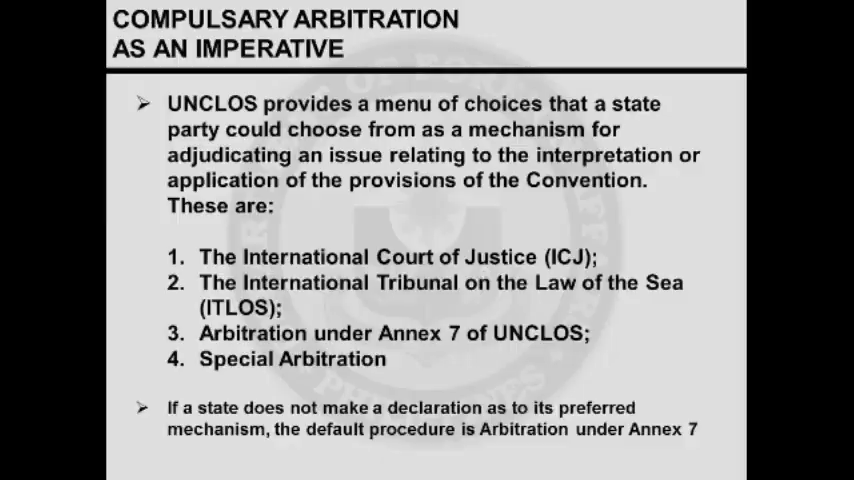 COMPULSARY ARBITRATION
AS AN IMPERATIVE
➢ UNCLOS provides a menu of choices that a state
party could choose from as a mechanism for
adjudicating an issue relating to the interpretation or
application of the provisions of the Convention.
These are:
1. The International Court of Justice (ICJ);
2. The International Tribunal on the Law of the Sea
(ITLOS);
3. Arbitration under Annex 7 of UNCLOS;
4. Special Arbitration
➢ If a state does not make a declaration as to its preferred
mechanism, the default procedure is Arbitration under Annex 7